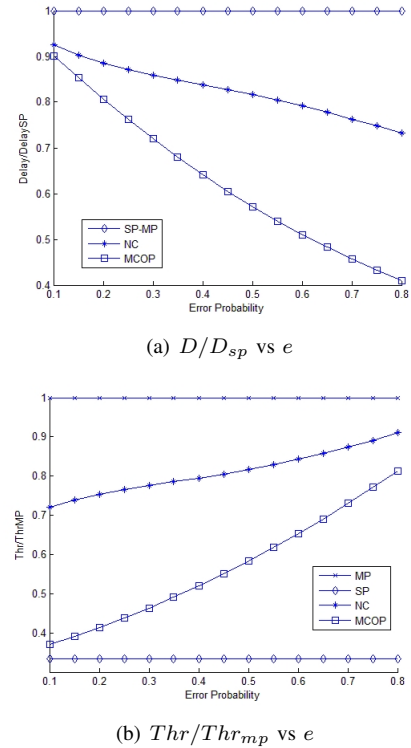 1
0.9
0.8
0.7
0.6
0.5
0.4
Delay/DelaySP
SP-MP
NC
MCOP
0.1 0.2 0.3 0.4 0.5 0.6 0.7 0.8
Error Probability
(a) D/D_{sp} vs e
1
0.9
0.8
0.7
0.6
0.5
0.4
Thr/ThrMP
MP
SP
NC
MCOP
0.1 0.2 0.3 0.4 0.5 0.6 0.7 0.8
Error Probability
(b) Thr/Thr_{mp} vs e